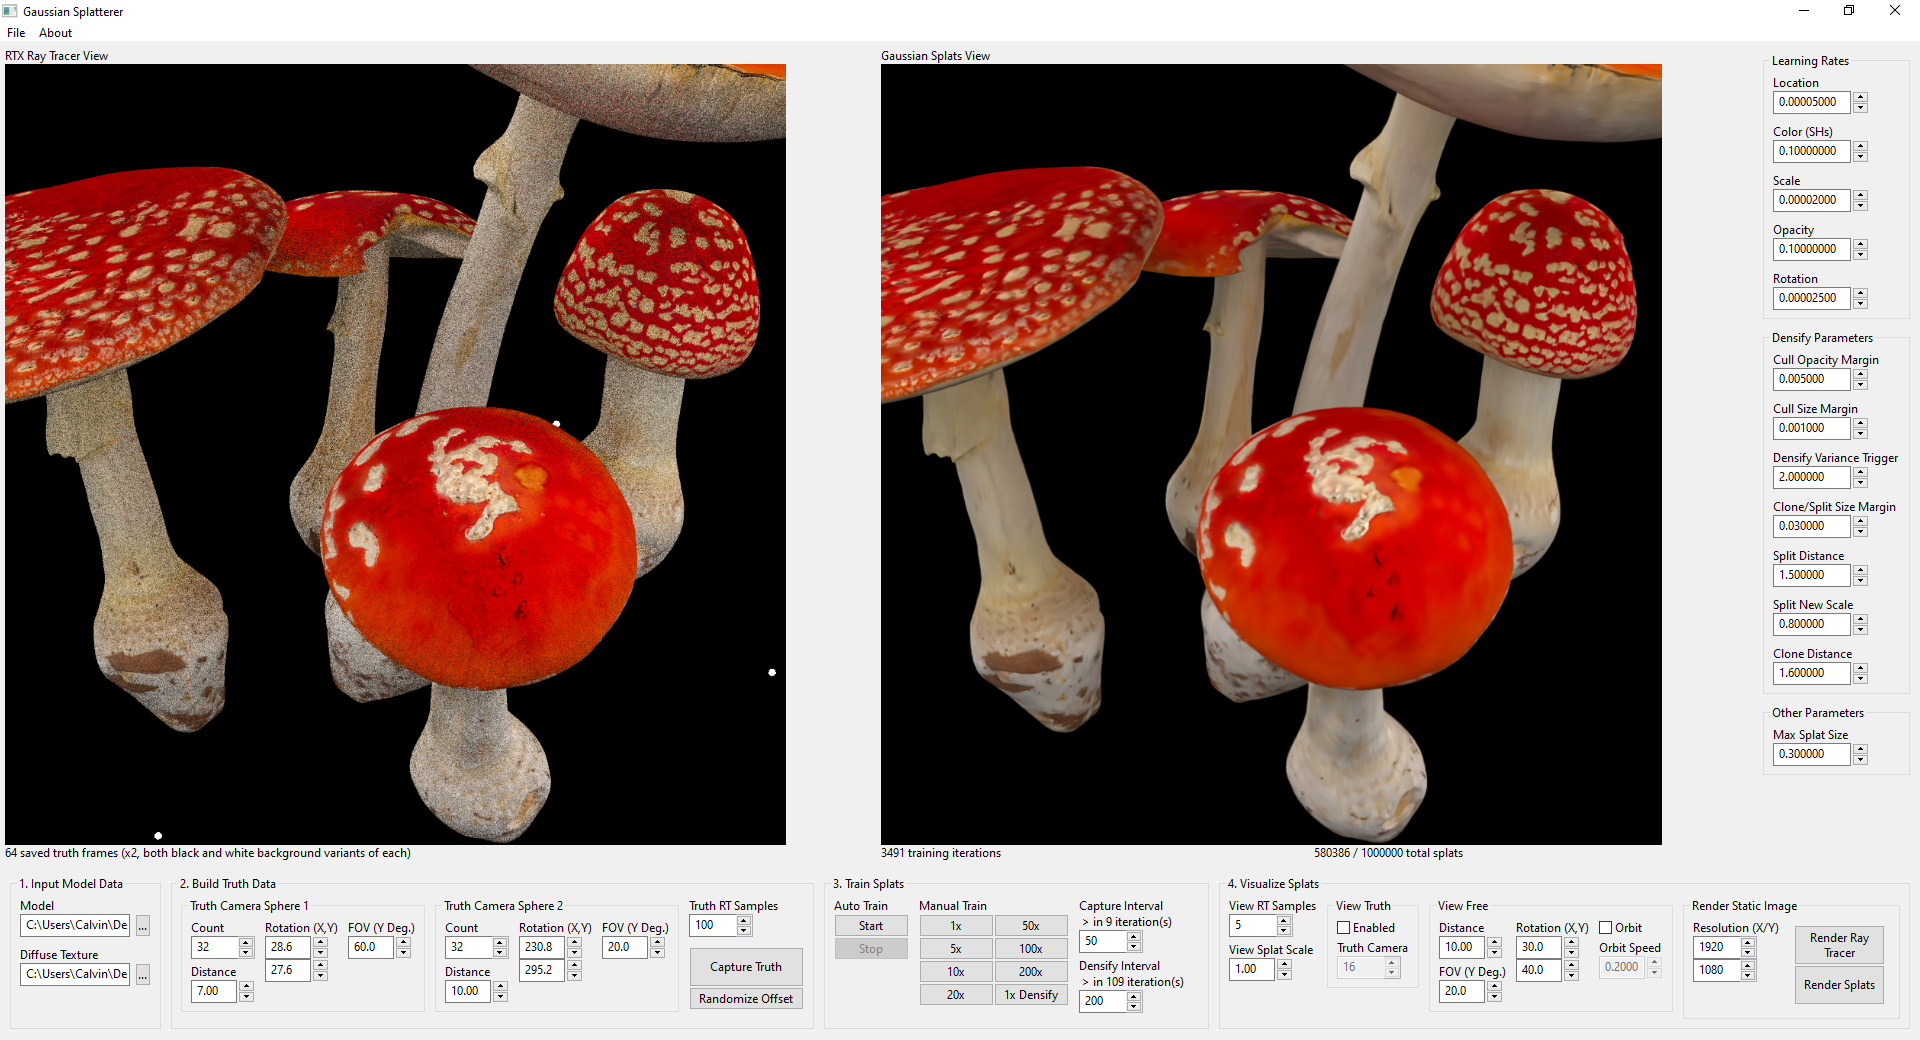 Gaussian Splatterer
File About
RTX Ray Tracer View
Gaussian Splats View
64 saved truth frames (x2, both black and white background variants of each)
3491 training iterations
580386 / 1000000 total splats
Learning Rates
Location
0.00005000
Color (SHs)
0.10000000
Scale
0.00002000
Opacity
0.10000000
Rotation
0.00002500
Densify Parameters
Cull Opacity Margin
0.005000
Cull Size Margin
0.001000
Densify Variance Trigger
2.000000
Clone/Split Size Margin
0.030000
Split Distance
1.500000
Split New Scale
0.800000
Clone Distance
1.600000
Other Parameters
Max Splat Size
0.300000
1. Input Model Data
Model
C:\Users\Calvin\De ...
Diffuse Texture
C:\Users\Calvin\De ...
2. Build Truth Data
Truth Camera Sphere 1
Count
32
Distance
7.00
Rotation (X,Y)
28.6
27.6
FOV (Y Deg.)
60.0
Truth Camera Sphere 2
Count
32
Distance
10.00
Rotation (X,Y)
230.8
295.2
FOV (Y Deg.)
20.0
Truth RT Samples
100
Capture Truth
Randomize Offset
3. Train Splats
Auto Train
Start
Stop
Manual Train
1x 50x
5x 100x
10x 200x
20x 1x Densify
Capture Interval
> in 9 iteration(s)
50
Densify Interval
> in 109 iteration(s)
200
4. Visualize Splats
View RT Samples
5
View Splat Scale
1.00
View Truth
Enabled
Truth Camera
16
View Free
Distance
10.00
FOV (Y Deg.)
20.0
Rotation (X,Y)
30.0
40.0
Orbit
Orbit Speed
0.2000
Render Static Image
Resolution (X/Y)
1920
1080
Render Ray
Tracer
Render Splats